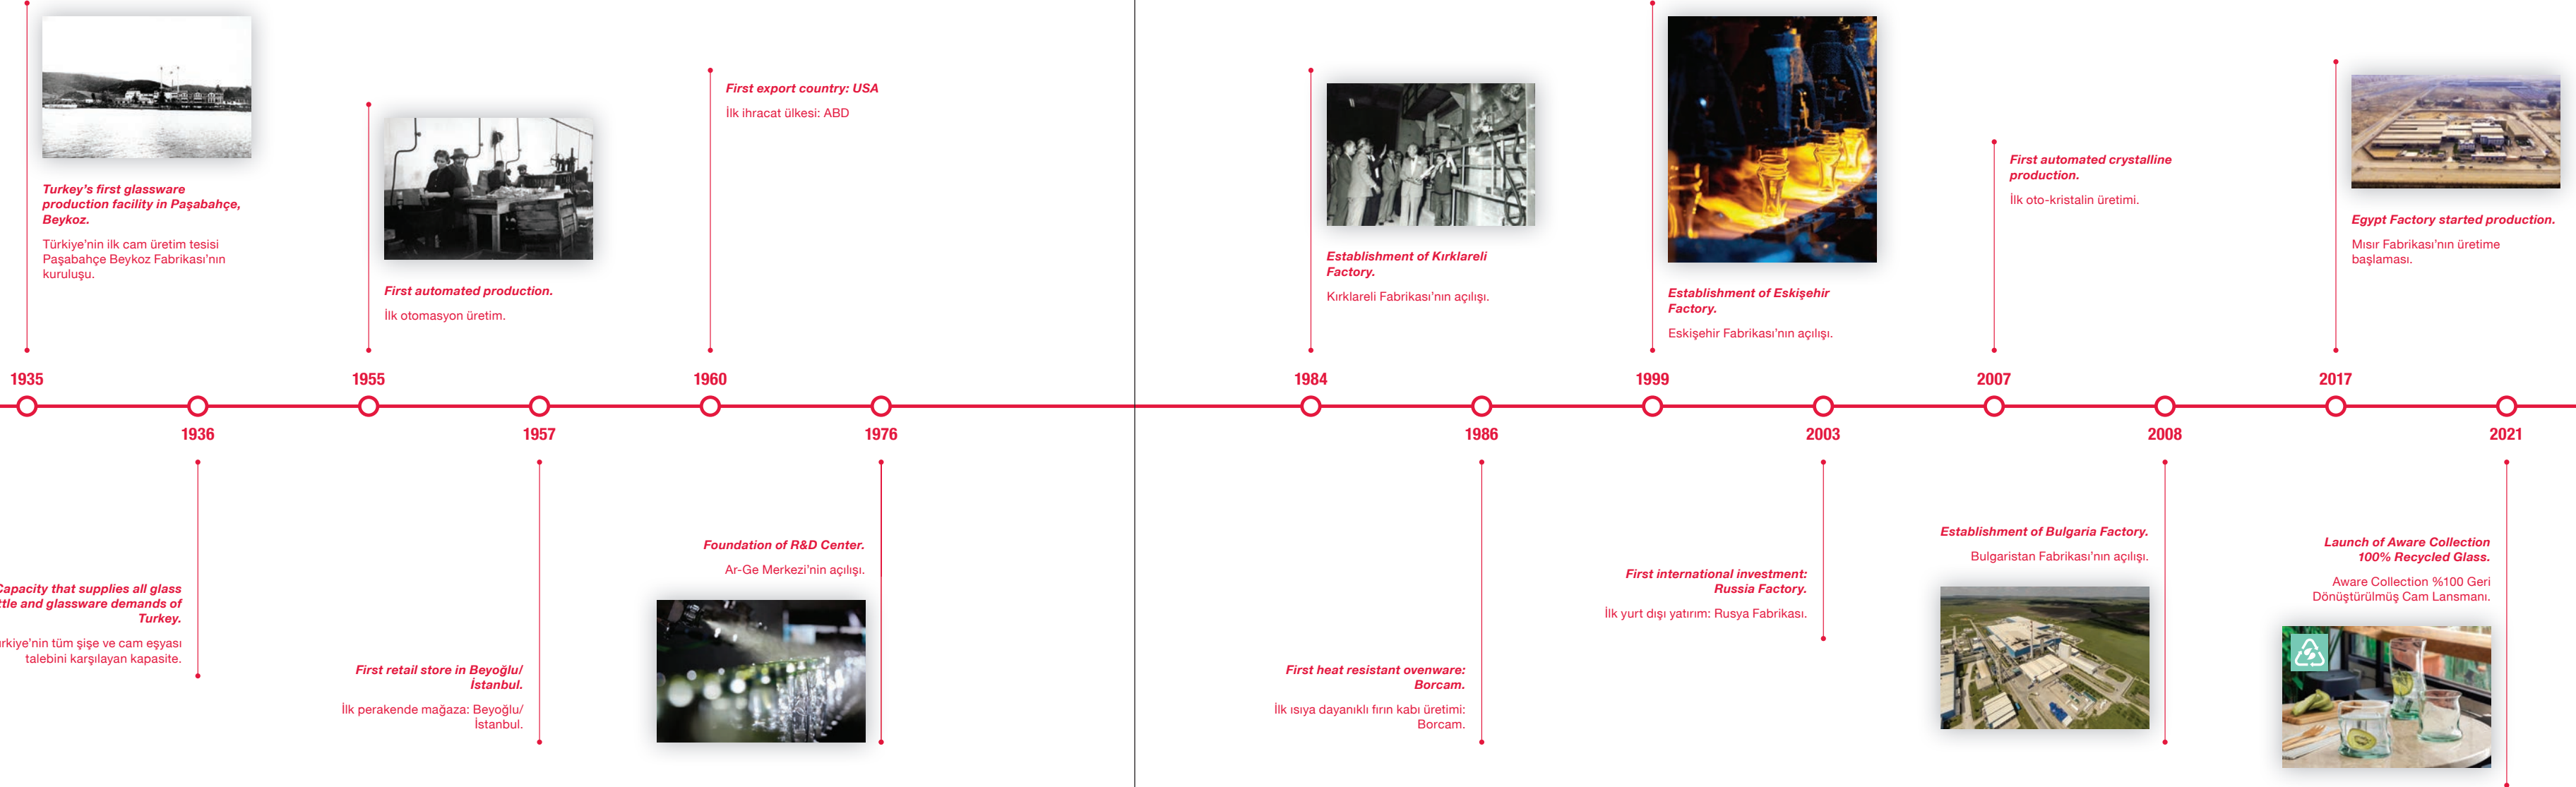 Turkey's first glassware
production facility in Paşabahçe,
Beykoz.
Türkiye'nin ilk cam üretim tesisi
Paşabahçe Beykoz Fabrikası'nın
kuruluşu.
1935
1936
Capacity that supplies all glass
and glassware demands of
Turkey.
tüm şişe ve cam eşyası
talebini karşılayan kapasite.
First automated production.
İlk otomasyon üretim.
1955
1957
First retail store in Beyoğlu/
İstanbul.
İlk perakende mağaza: Beyoğlu/
İstanbul.
First export country: USA
İlk ihracat ülkesi: ABD
1960
1976
Foundation of R&D Center.
Ar-Ge Merkezi'nin açılışı.
Establishment of Kırklareli
Factory.
Kırklareli Fabrikası'nın açılışı.
1984
1986
First heat resistant ovenware:
Borcam.
İlk ısıya dayanıklı fırın kabı üretimi:
Borcam.
Establishment of Eskişehir
Factory.
Eskişehir Fabrikası'nın açılışı.
1999
2003
First international investment:
Russia Factory.
İlk yurt dışı yatırım: Rusya Fabrikası.
First automated crystalline
production.
İlk oto-kristalin üretimi.
2007
2008
Establishment of Bulgaria Factory.
Bulgaristan Fabrikası'nın açılışı.
Egypt Factory started production.
Mısır Fabrikası'nın üretime
başlaması.
2017
2021
Launch of Aware Collection
100% Recycled Glass.
Aware Collection %100 Geri
Dönüştürülmüş Cam Lansmanı.